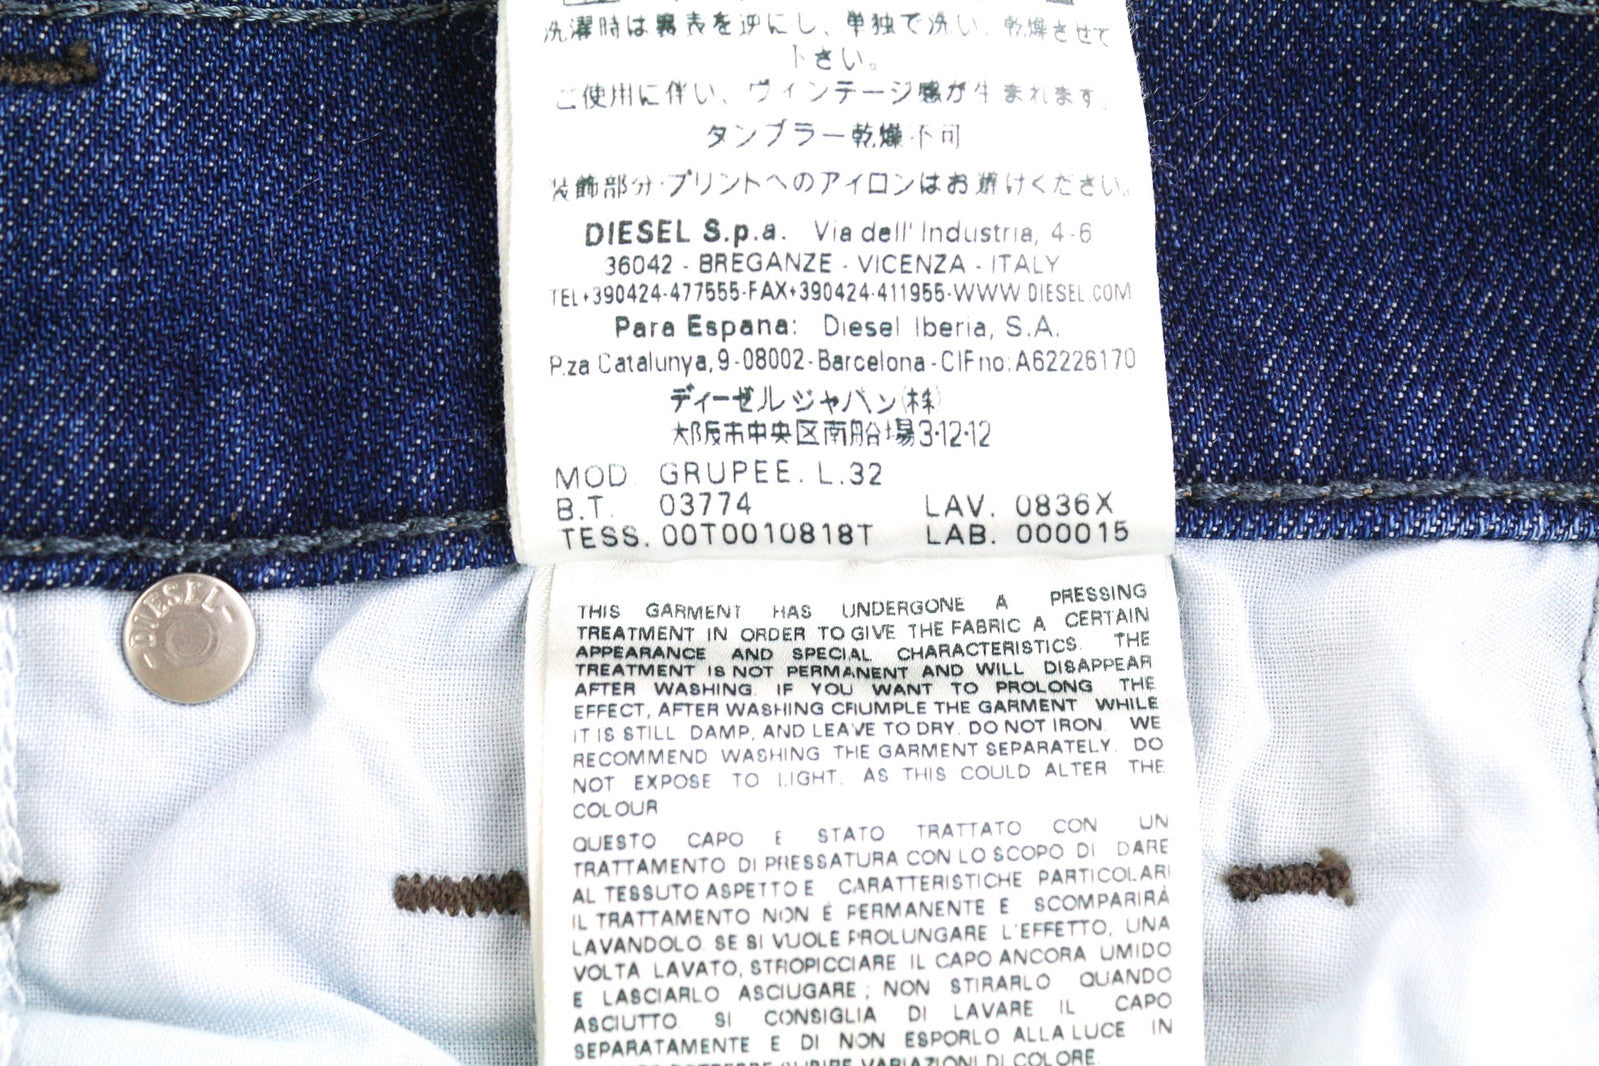 洗濯時は裏表を逆にし、単独で洗い、乾燥させて
下さい。
ご使用に伴い、ヴィンテージ感が生まれます。
タンブラー乾燥不可
装飾部分・プリントへのアイロンはお避けください。
DIESEL S.p.a. Via dell' Industria, 4-6
36042 - BREGANZE - VICENZA - ITALY
TEL+390424-477555-FAX+390424-411955-WWW.DIESEL.COM
Para Espana: Diesel Iberia, S.A.
P.za Catalunya, 9-08002-Barcelona-CIF no: A62226170
ディーゼルジャパン(株)
大阪市中央区南船場3-12-12
MOD. GRUPEE. L.32
B.T. 03774 LAV. 0836X
TESS. 00T0010818T LAB. 000015
DIESEL
THIS GARMENT HAS UNDERGONE A PRESSING
TREATMENT IN ORDER TO GIVE THE FABRIC A CERTAIN
APPEARANCE AND SPECIAL CHARACTERISTICS. THE
TREATMENT IS NOT PERMANENT AND WILL DISAPPEAR
AFTER WASHING. IF YOU WANT TO PROLONG THE
EFFECT, AFTER WASHING CRUMPLE THE GARMENT WHILE
IT IS STILL DAMP, AND LEAVE TO DRY. DO NOT IRON. WE
RECOMMEND WASHING THE GARMENT SEPARATELY. DO
NOT EXPOSE TO LIGHT, AS THIS COULD ALTER THE
COLOUR
QUESTO CAPO E STATO TRATTATO CON UN
TRATTAMENTO DI PRESSATURA CON LO SCOPO DI DARE
AL TESSUTO ASPETTO E CARATTERISTICHE PARTICOLARI
IL TRATTAMENTO NON È PERMANENTE E SCOMPARIRÀ
LAVANDOLO. SE SI VUOLE PROLUNGARE L'EFFETTO, UNA
VOLTA LAVATO, STROPICCIARE IL CAPO ANCORA UMIDO
E LASCIARLO ASCIUGARE; NON STIRARLO QUANDO
ASCIUTTO. SI CONSIGLIA DI LAVARE IL CAPO
SEPARATAMENTE E DI NON ESPORLO ALLA LUCE IN
POTREBBE SUBIRE VARIAZIONI DI COLORE.